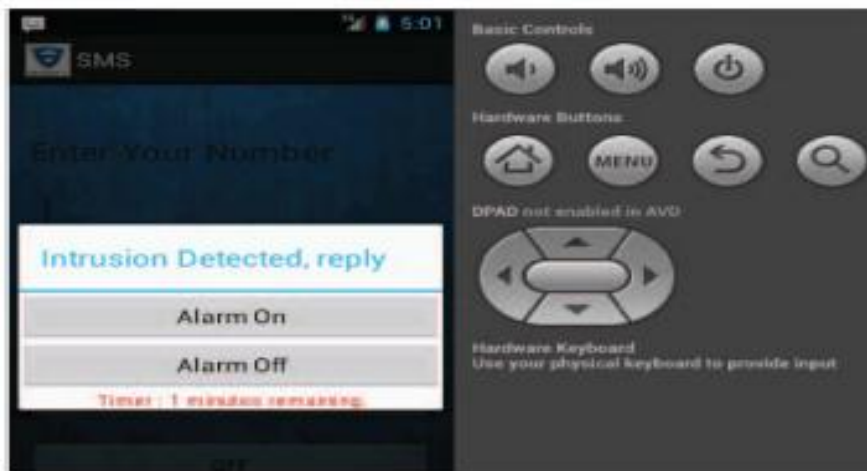 5:01
SMS
Enter Your Number
Intrusion Detected, reply
Alarm On
Alarm Off
Timer : 1 minutes remaining.
Off
Basic Controls
Hardware Buttons
MENU
DPAD not enabled in AVD
Hardware Keyboard
Use your physical keyboard to provide input